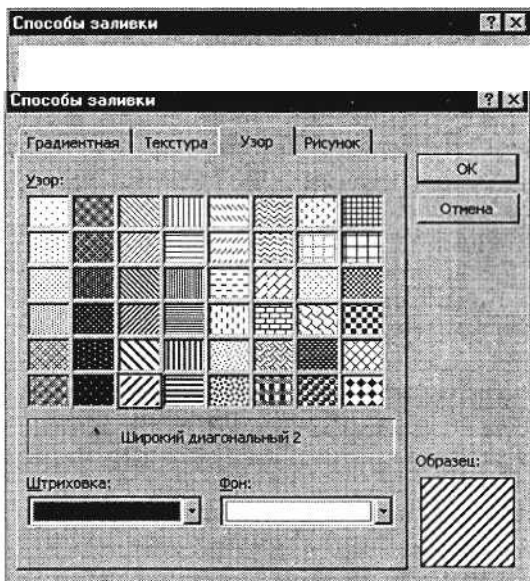 Способы заливки
Способы заливки
Градиентная Текстура Узор Рисунок
OK
Узор:
Отмена
Широкий диагональный 2
Образец:
Штриховка: Фон: